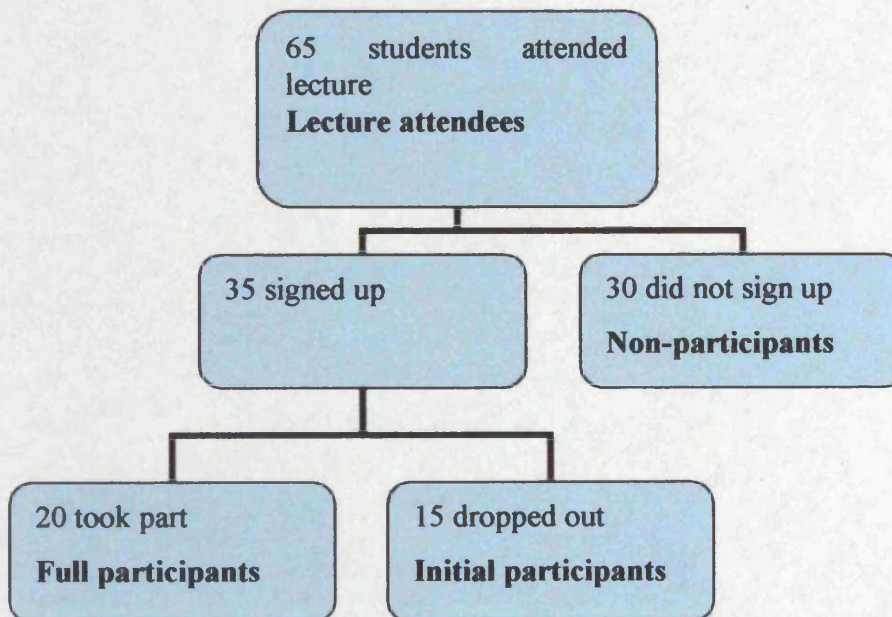 65 students attended
lecture
Lecture attendees
35 signed up
30 did not sign up
Non-participants
20 took part
Full participants
15 dropped out
Initial participants